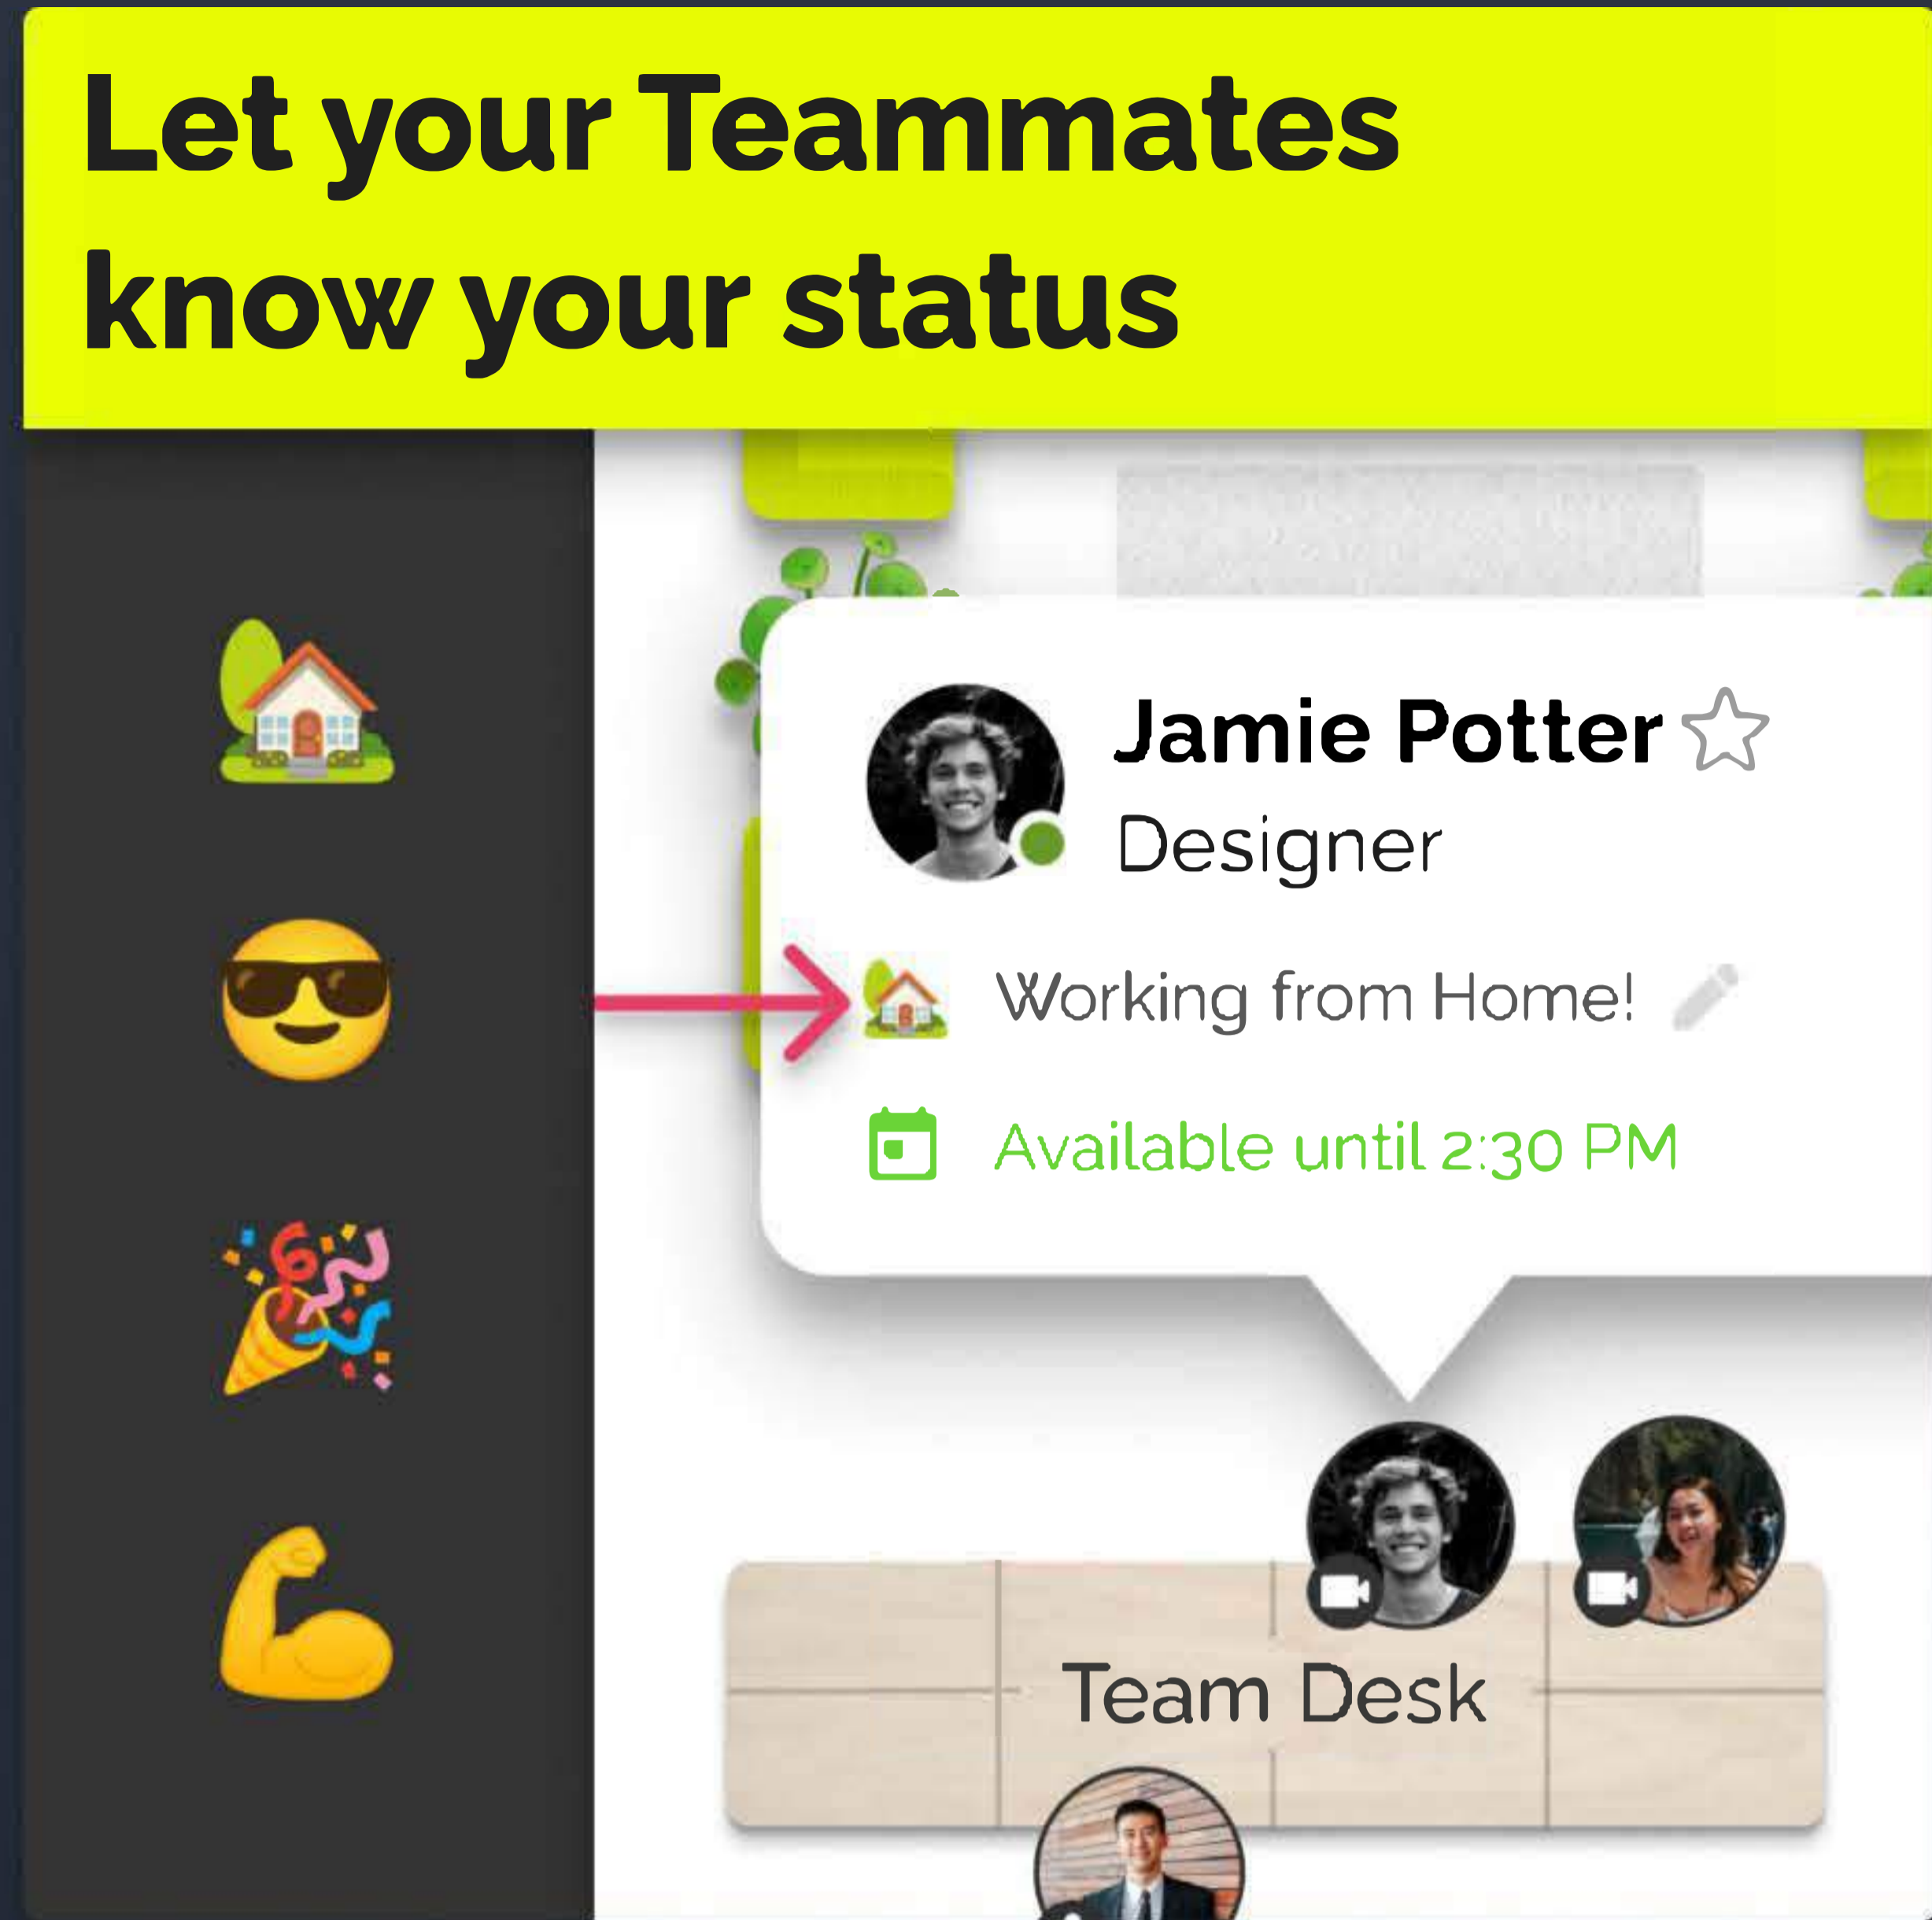 Let your Teammates
know your status
Jamie Potter
Designer
Working from Home!
Available until 2:30 PM
Team Desk